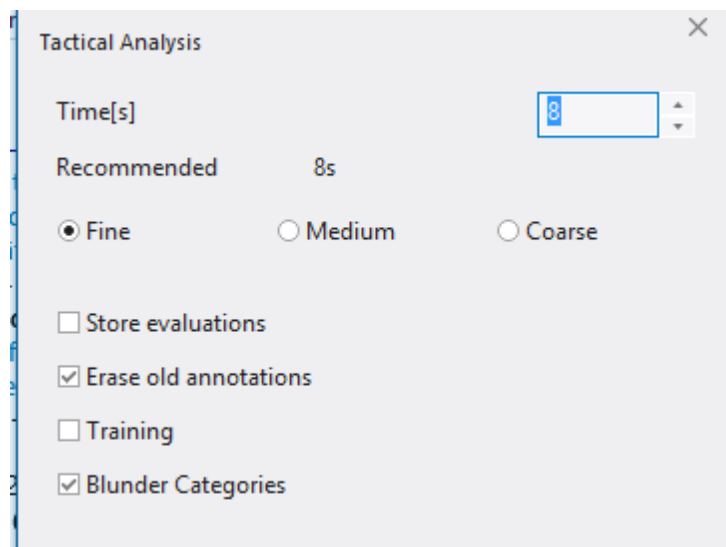 Tactical Analysis
Time[s] 8
Recommended 8s
Fine Medium Coarse
Store evaluations
Erase old annotations
Training
Blunder Categories